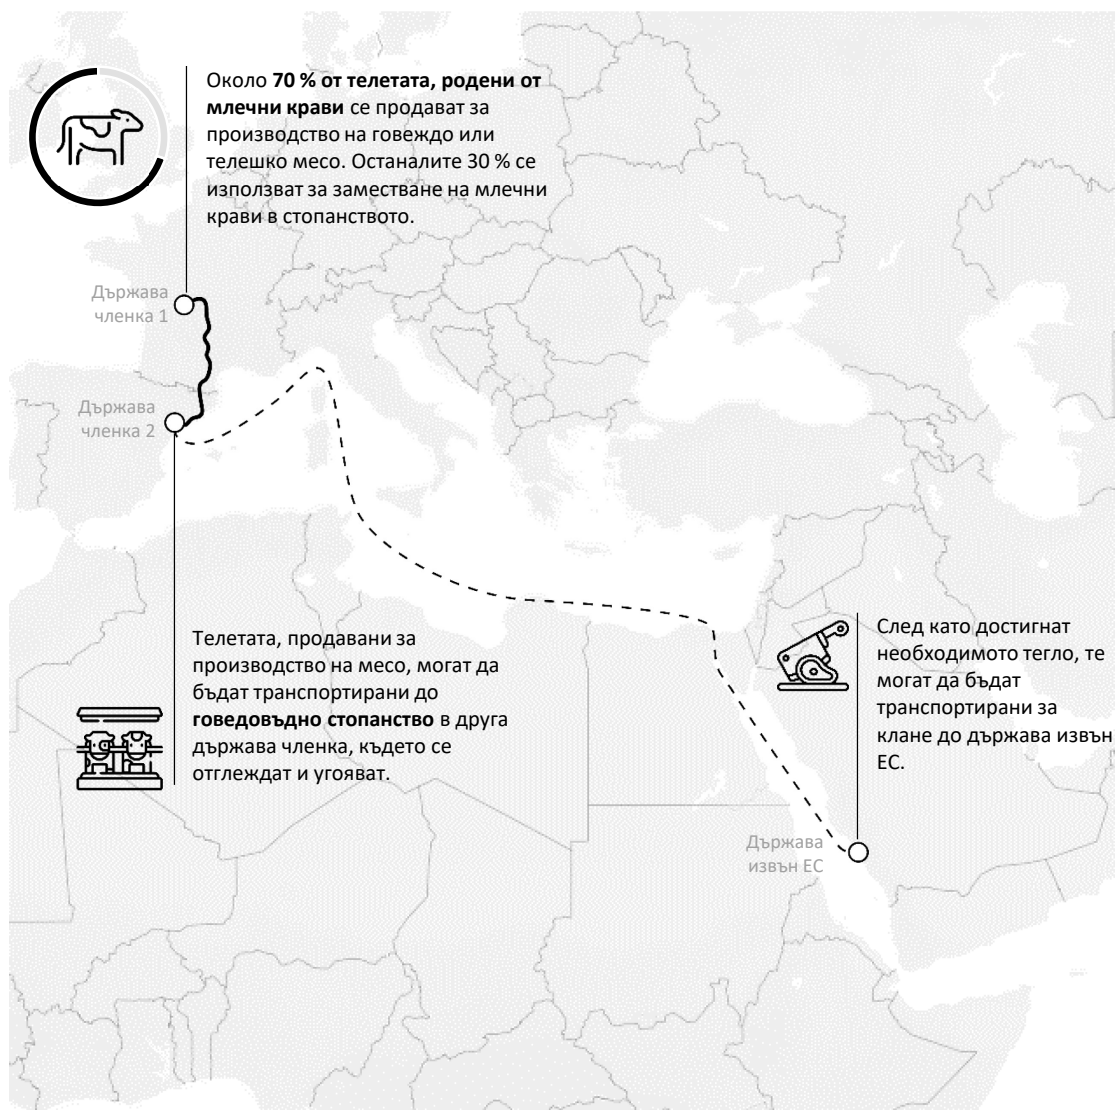 Около 70 % от телетата, родени от
млечни крави се продават за
производство на говеждо или
телешко месо. Останалите 30 % се
използват за заместване на млечни
крави в стопанството.
Държава
членка 1
Държава
членка 2
Телетата, продавани за
производство на месо, могат да
бъдат транспортирани до
говедовъдно стопанство в друга
държава членка, където се
отглеждат и угояват.
След като достигнат
необходимото тегло, те
могат да бъдат
транспортирани за
клане до държава извън
ЕС.
Държава
извън ЕС